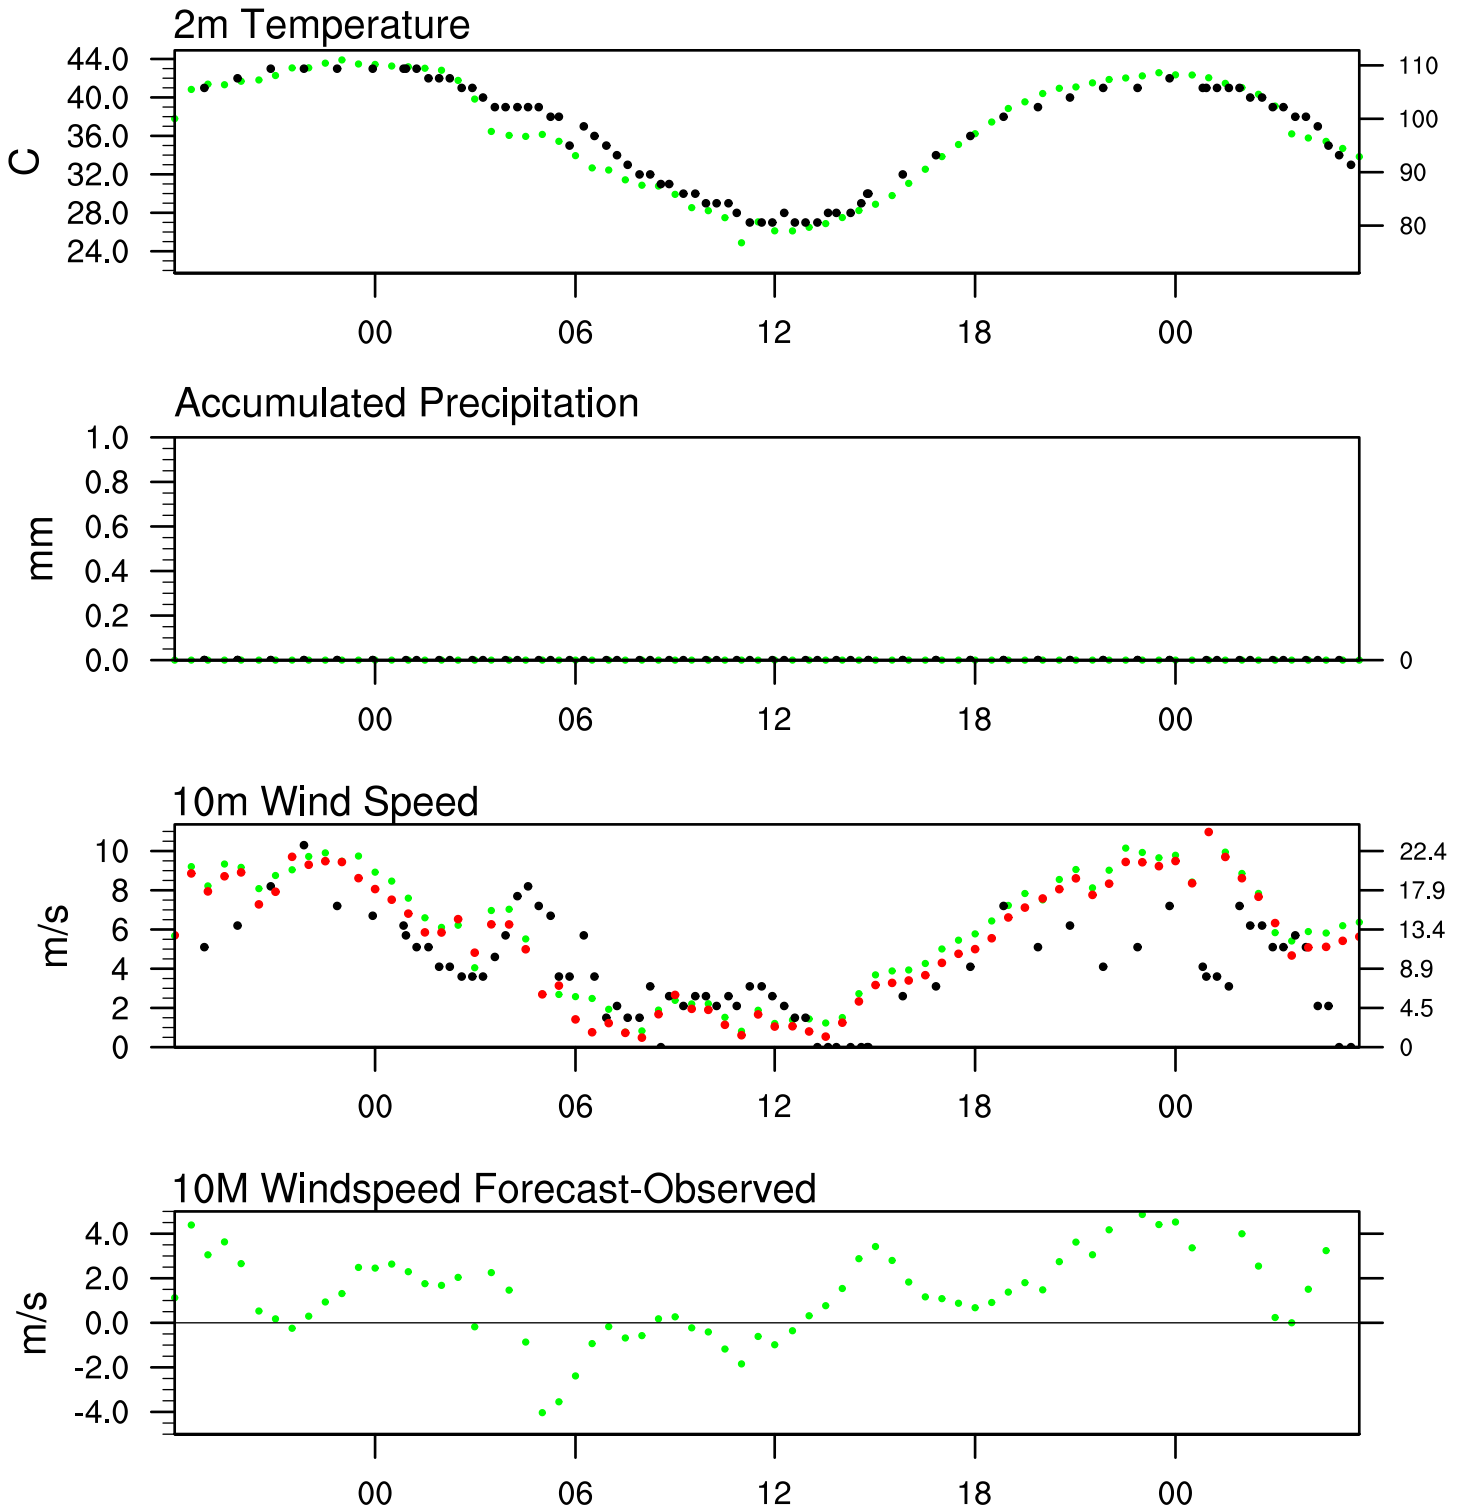 2m Temperature
44.0
40.0
36.0
32.0
28.0
24.0
C
110
100
90
80
00 06 12 18 00
Accumulated Precipitation
1.0
0.8
0.6
0.4
0.2
0.0
mm
0
00 06 12 18 00
10m Wind Speed
10
8
6
4
2
0
m/s
22.4
17.9
13.4
8.9
4.5
0
00 06 12 18 00
10M Windspeed Forecast-Observed
4.0
2.0
0.0
-2.0
-4.0
m/s
00 06 12 18 00